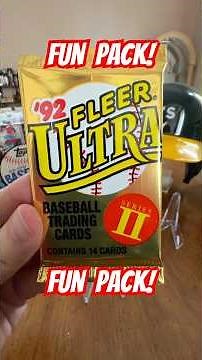 FUN PACK!
'92 FLEER
ULTRA
BASEBALL
TRADING
CARDS
SERIES
II
CONTAINS 14 CARDS
FUN PACK!